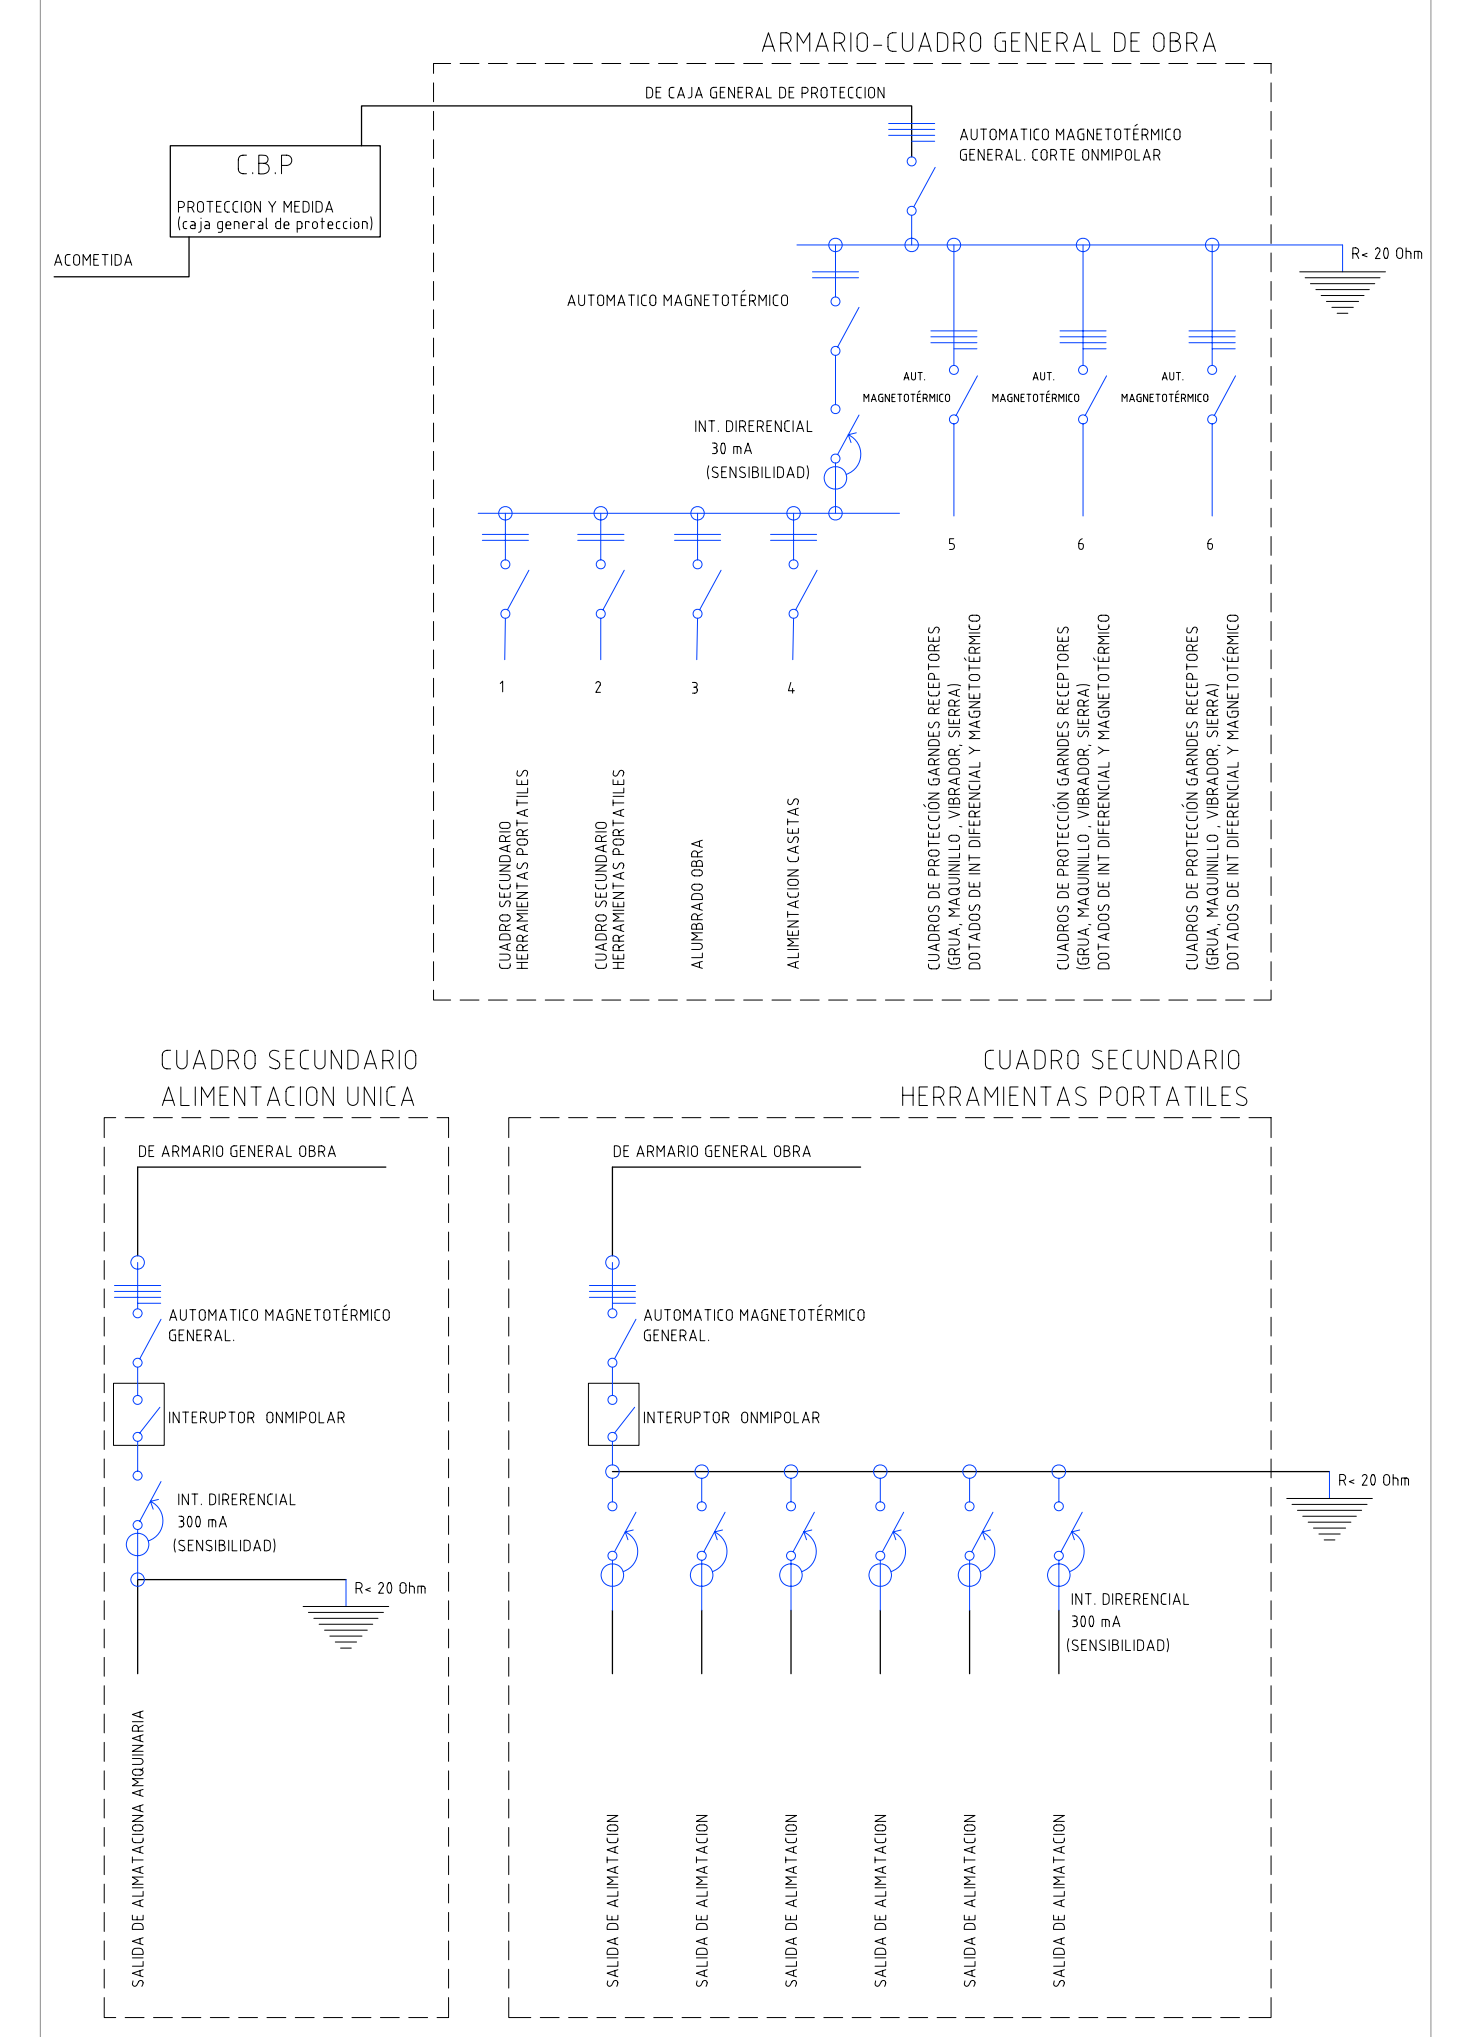 ARMARIO-CUADRO GENERAL DE OBRA
DE CAJA GENERAL DE PROTECCION
AUTOMATICO MAGNETOTÉRMICO
GENERAL. CORTE ONMIPOLAR
C.B.P
PROTECCION Y MEDIDA
(caja general de proteccion)
ACOMETIDA
R< 20 Ohm
AUTOMATICO MAGNETOTÉRMICO
AUT.
MAGNETOTÉRMICO
AUT.
MAGNETOTÉRMICO
AUT.
MAGNETOTÉRMICO
INT. DIRERENCIAL
30 mA
(SENSIBILIDAD)
5
6
6
1
2
3
4
CUADRO SECUNDARIO
HERRAMIENTAS PORTATILES
CUADRO SECUNDARIO
HERRAMIENTAS PORTATILES
ALUMBRADO OBRA
ALIMENTACION CASETAS
CUADROS DE PROTECCIÓN GARNDES RECEPTORES
(GRUA, MAQUINILLO , VIBRADOR, SIERRA)
DOTADOS DE INT DIFERENCIAL Y MAGNETOTÉRMICO
CUADROS DE PROTECCIÓN GARNDES RECEPTORES
(GRUA, MAQUINILLO , VIBRADOR, SIERRA)
DOTADOS DE INT DIFERENCIAL Y MAGNETOTÉRMICO
CUADROS DE PROTECCIÓN GARNDES RECEPTORES
(GRUA, MAQUINILLO , VIBRADOR, SIERRA)
DOTADOS DE INT DIFERENCIAL Y MAGNETOTÉRMICO
CUADRO SECUNDARIO
ALIMENTACION UNICA
DE ARMARIO GENERAL OBRA
AUTOMATICO MAGNETOTÉRMICO
GENERAL.
INTERUPTOR ONMIPOLAR
INT. DIRERENCIAL
300 mA
(SENSIBILIDAD)
R< 20 Ohm
SALIDA DE ALIMATACIONA AMQUINARIA
CUADRO SECUNDARIO
HERRAMIENTAS PORTATILES
DE ARMARIO GENERAL OBRA
AUTOMATICO MAGNETOTÉRMICO
GENERAL.
INTERUPTOR ONMIPOLAR
R< 20 Ohm
INT. DIRERENCIAL
300 mA
(SENSIBILIDAD)
SALIDA DE ALIMATACION
SALIDA DE ALIMATACION
SALIDA DE ALIMATACION
SALIDA DE ALIMATACION
SALIDA DE ALIMATACION
SALIDA DE ALIMATACION